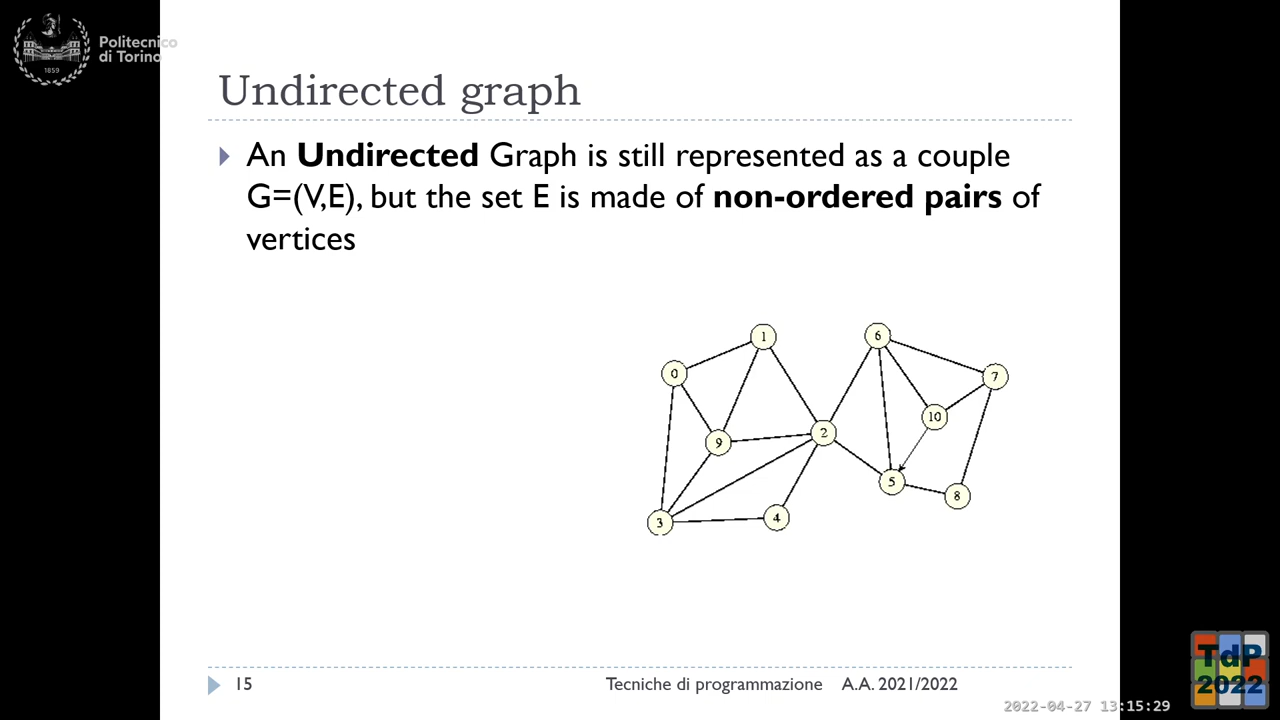 Politecnico
di Torino
1859
Undirected graph
An Undirected Graph is still represented as a couple
G=(V,E), but the set E is made of non-ordered pairs of
vertices
1
6
0
7
10
9
2
5
8
3
4
15
Tecniche di programmazione
A.A. 2021/2022
TdP
2022
2022-04-27 13:15:29